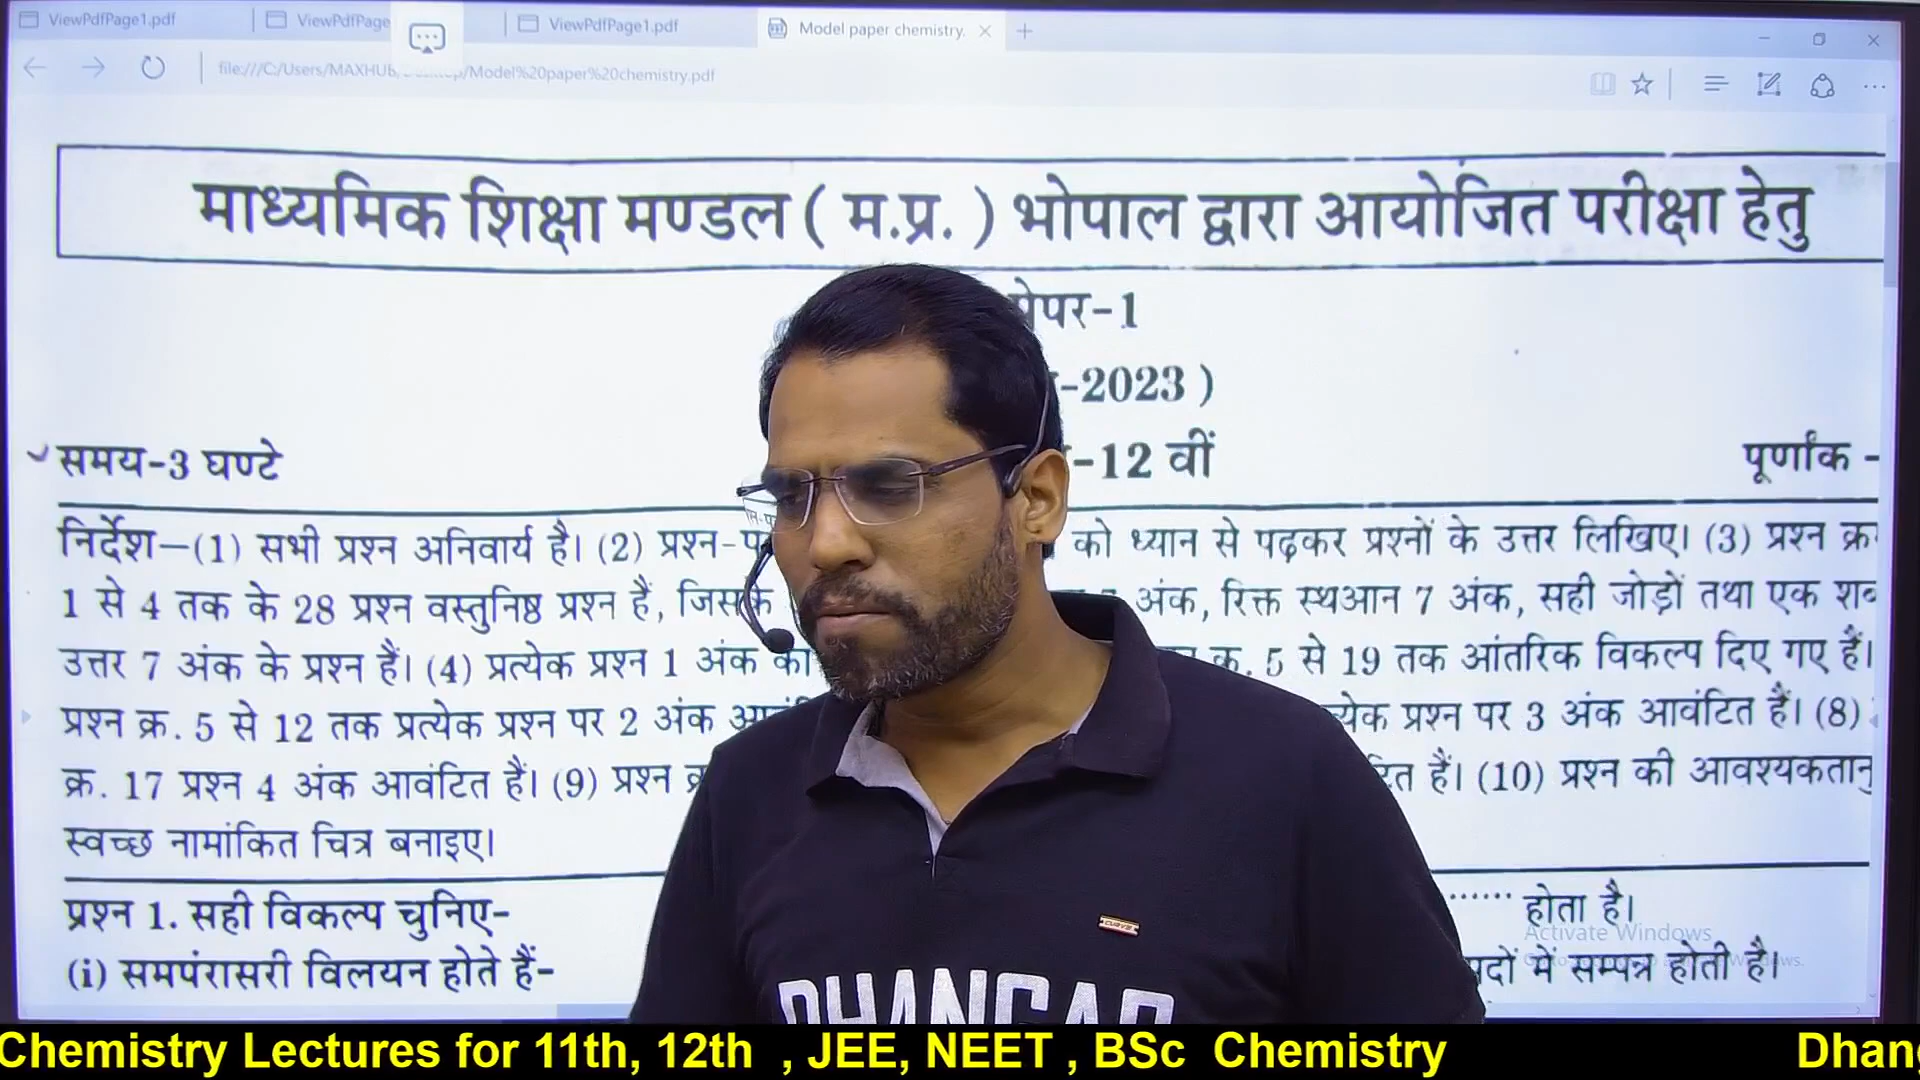 ViewPdfPage1.pdf ViewPdfPage ViewPdfPage1.pdf Model paper chemistry.
file:///C:/Users/MAXHUB/ /Model%20paper%20chemistry.pdf
माध्यमिक शिक्षा मण्डल ( म.प्र. ) भोपाल द्वारा आयोजित परीक्षा हेतु
पेपर-1
-2023 )
समय-3 घण्टे -12 वीं पूर्णांक -
निर्देश—(1) सभी प्रश्न अनिवार्य है। (2) प्रश्न-प को ध्यान से पढ़कर प्रश्नों के उत्तर लिखिए। (3) प्रश्न क्र
1 से 4 तक के 28 प्रश्न वस्तुनिष्ठ प्रश्न हैं, जिसके अंक, रिक्त स्थआन 7 अंक, सही जोड़ों तथा एक शब
उत्तर 7 अंक के प्रश्न हैं। (4) प्रत्येक प्रश्न 1 अंक का क्र. 5 से 19 तक आंतरिक विकल्प दिए गए हैं।
प्रश्न क्र. 5 से 12 तक प्रत्येक प्रश्न पर 2 अंक त्येक प्रश्न पर 3 अंक आवंटित हैं। (8)
क्र. 17 प्रश्न 4 अंक आवंटित हैं। (9) प्रश्न क्र टित हैं। (10) प्रश्न की आवश्यकतानु
स्वच्छ नामांकित चित्र बनाइए।
प्रश्न 1. सही विकल्प चुनिए- ...... होता है।
Activate Windows
(i) समपंरासरी विलयन होते हैं- पदों में सम्पन्न होती है।
CURVE
DHANGAR
Chemistry Lectures for 11th, 12th , JEE, NEET , BSc Chemistry Dhang